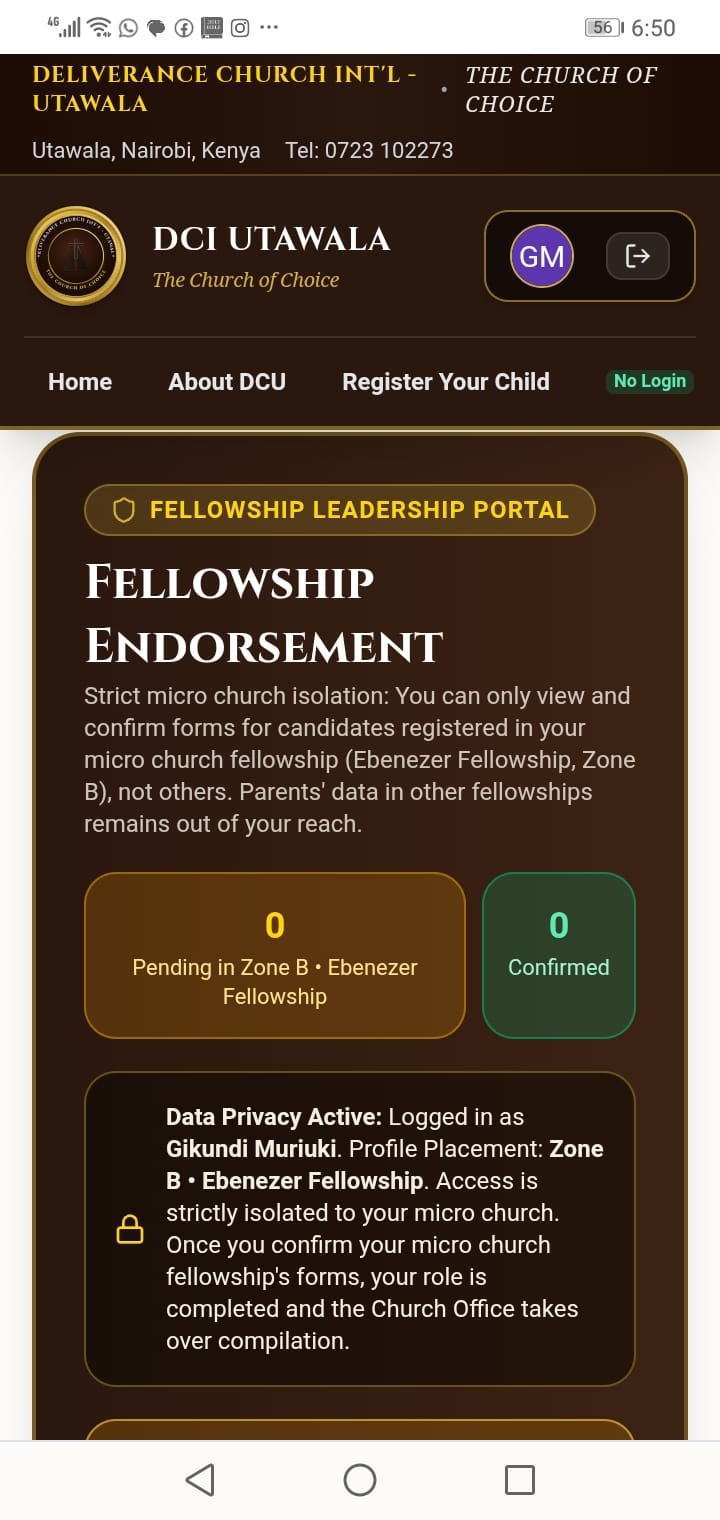 4G
56 6:50
DELIVERANCE CHURCH INT'L -
UTAWALA
•
THE CHURCH OF
CHOICE
Utawala, Nairobi, Kenya Tel: 0723 102273
DCI UTAWALA
The Church of Choice
GM
Home About DCU Register Your Child No Login
FELLOWSHIP LEADERSHIP PORTAL
FELLOWSHIP
ENDORSEMENT
Strict micro church isolation: You can only view and
confirm forms for candidates registered in your
micro church fellowship (Ebenezer Fellowship, Zone
B), not others. Parents' data in other fellowships
remains out of your reach.
0
Pending in Zone B • Ebenezer
Fellowship
0
Confirmed
Data Privacy Active: Logged in as
Gikundi Muriuki. Profile Placement: Zone
B • Ebenezer Fellowship. Access is
strictly isolated to your micro church.
Once you confirm your micro church
fellowship's forms, your role is
completed and the Church Office takes
over compilation.